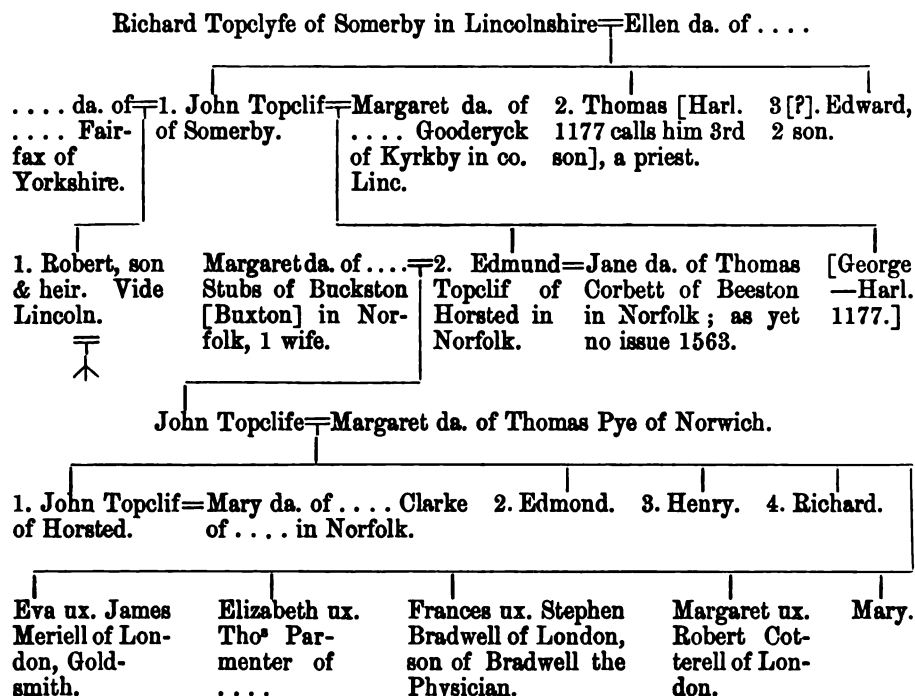 Richard Topclyfe of Somerby in Lincolnshire=Ellen da. of . . . .
. . . . da. of
. . . . Fair-
fax of
Yorkshire.
1. John Topclif
of Somerby.
Margaret da. of
. . . . Gooderyck
of Kyrkby in co.
Linc.
2. Thomas [Harl.
1177 calls him 3rd
son], a priest.
3 [?]. Edward,
2 son.
1. Robert, son
& heir. Vide
Lincoln.
Margaret da. of . . . .
Stubs of Buckston
[Buxton] in Nor-
folk, 1 wife.
2. Edmund
Topclif of
Horsted in
Norfolk.
Jane da. of Thomas
Corbett of Beeston
in Norfolk ; as yet
no issue 1563.
[George
—Harl.
1177.]
John Topclife=Margaret da. of Thomas Pye of Norwich.
1. John Topclif
of Horsted.
Mary da. of . . . . Clarke
of . . . . in Norfolk.
2. Edmond.
3. Henry.
4. Richard.
Eva ux. James
Meriell of Lon-
don, Gold-
smith.
Elizabeth ux.
Thoˢ Par-
menter of
. . . .
Frances ux. Stephen
Bradwell of London,
son of Bradwell the
Physician.
Margaret ux.
Robert Cot-
terell of Lon-
don.
Mary.